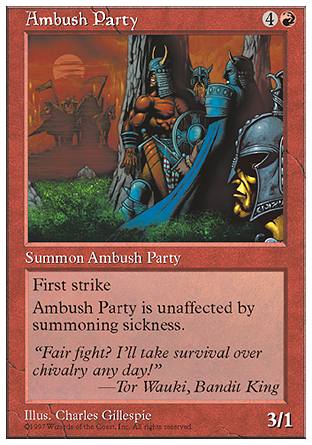 Ambush Party 4
Summon Ambush Party
First strike
Ambush Party is unaffected by
summoning sickness.
“Fair fight? I’ll take survival over
chivalry any day!”
—Tor Wauki, Bandit King
Illus. Charles Gillespie
©1997 Wizards of the Coast, Inc. All rights reserved.
3/1